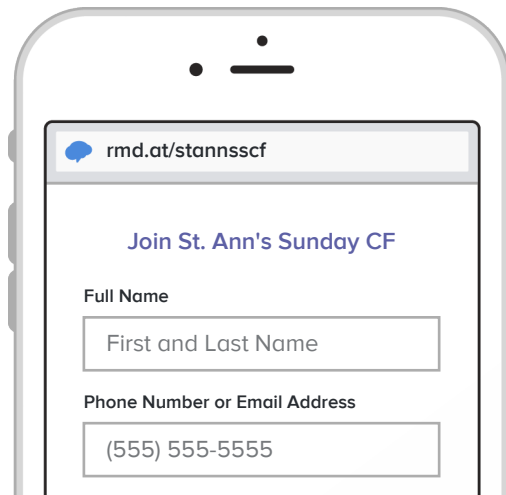 rmd.at/stannsscf
Join St. Ann's Sunday CF
Full Name
First and Last Name
Phone Number or Email Address
(555) 555-5555